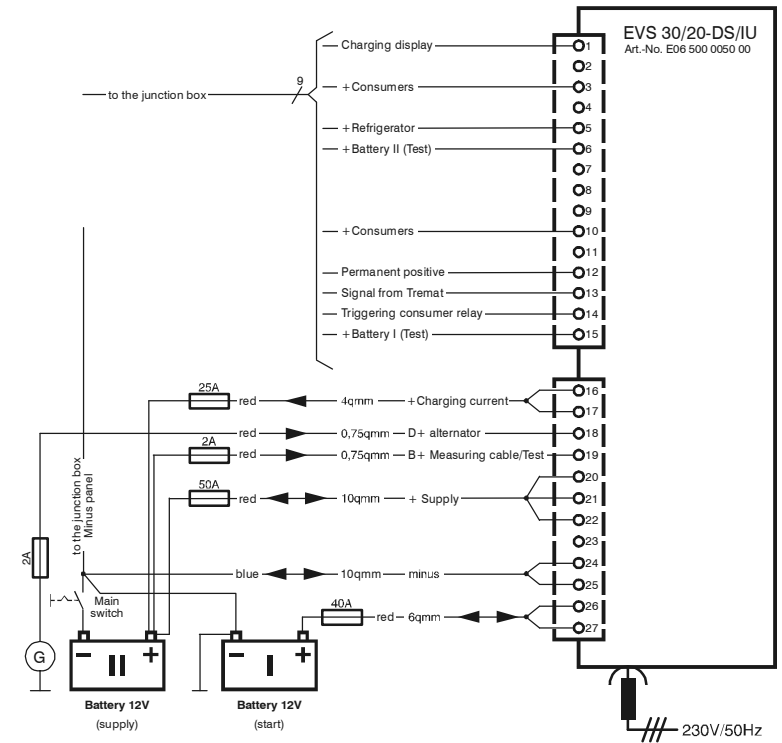 EVS 30/20-DS/IU
Art.-No. E06 500 0050 00
Charging display 1
2
9
to the junction box
+Consumers 3
4
+Refrigerator 5
+Battery II (Test) 6
7
8
9
+Consumers 10
11
Permanent positive 12
Signal from Tremat 13
Triggering consumer relay 14
+Battery I (Test) 15
16
25A
red 4qmm +Charging current
17
red 0,75qmm D+ alternator 18
2A
red 0,75qmm B+ Measuring cable/Test 19
20
50A
red 10qmm + Supply 21
22
23
to the junction box
Minus panel
2A
24
blue 10qmm minus
25
Main
switch
40A
26
red 6qmm
27
G
- II +
- I +
Battery 12V
(supply)
Battery 12V
(start)
230V/50Hz